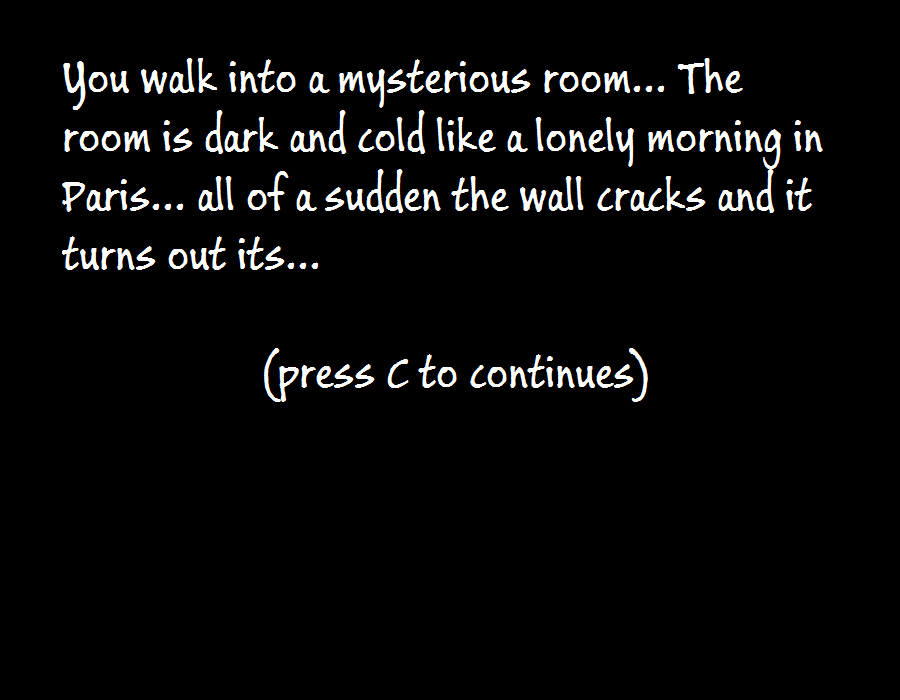 You walk into a mysterious room... The
room is dark and cold like a lonely morning in
Paris... all of a sudden the wall cracks and it
turns out its...
(press C to continues)